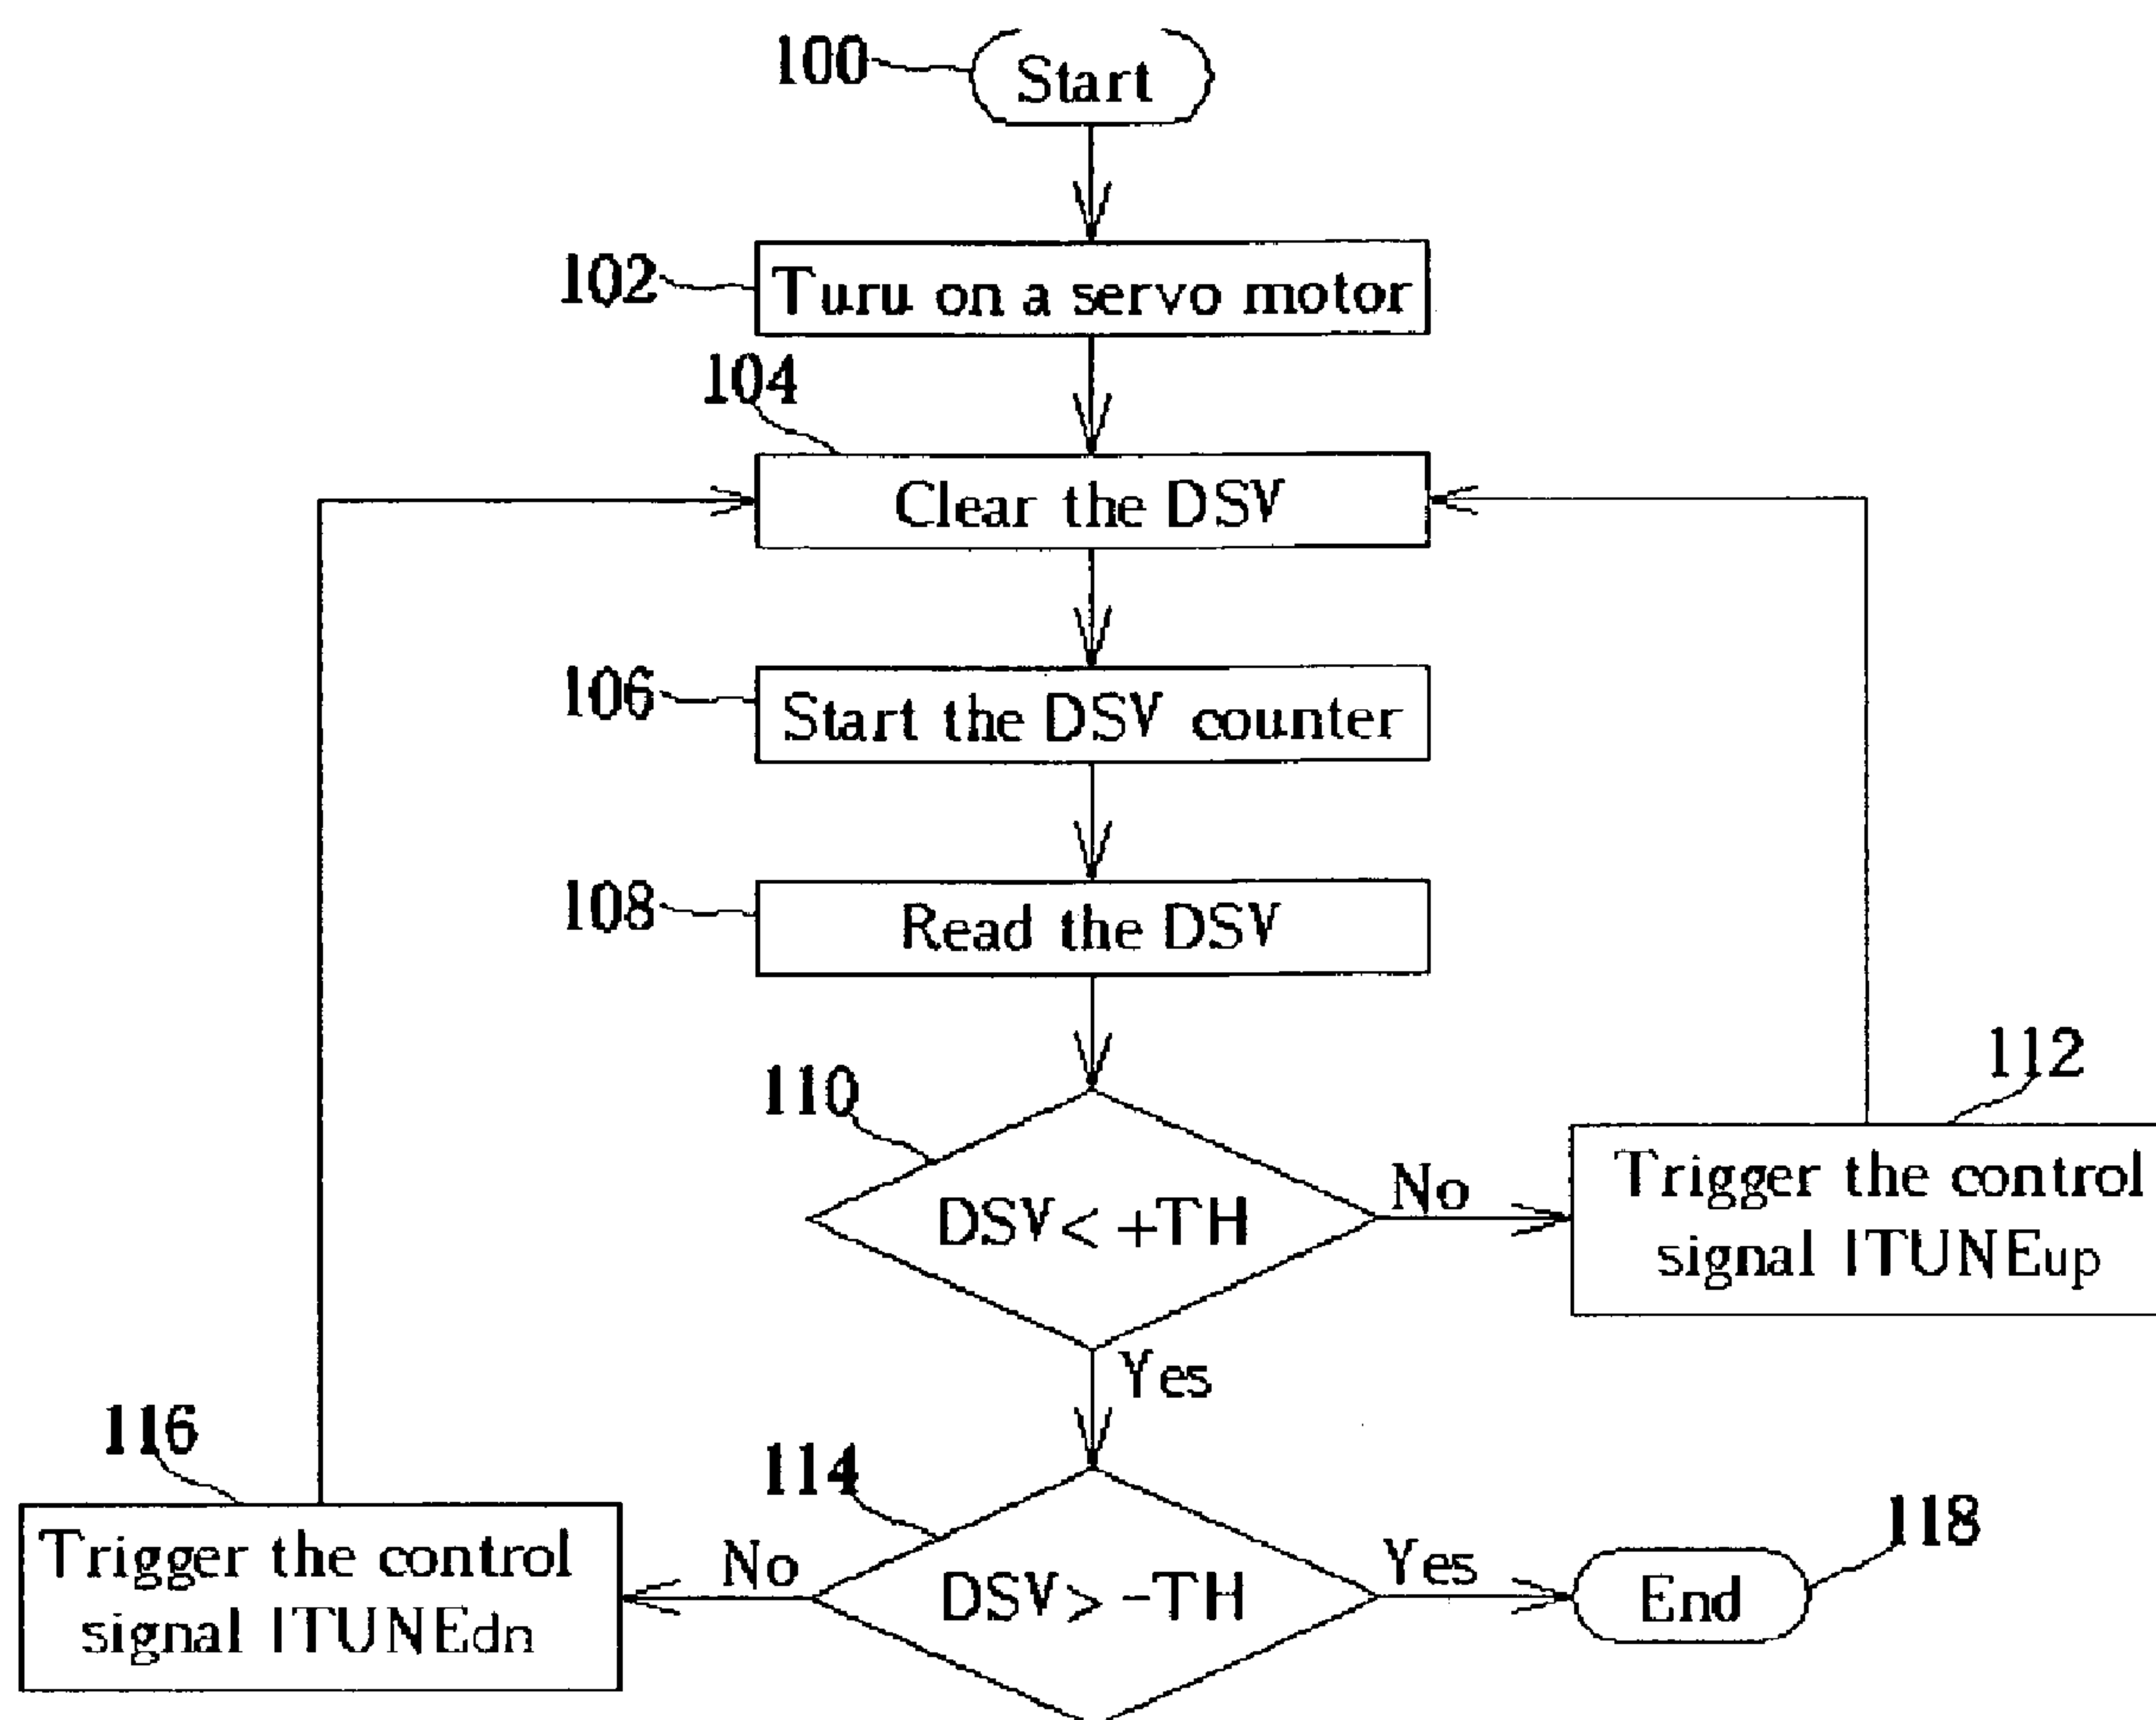 100 Start
102 Turu on a servo motor
104
Clear the DSV
106 Start the DSV counter
108 Read the DSV
110
112
DSV< +TH
No
Trigger the control
signal ITUNEup
Yes
116
114
118
Trigger the control
signal ITUNEdn
No
DSV> -TH
Yes
End